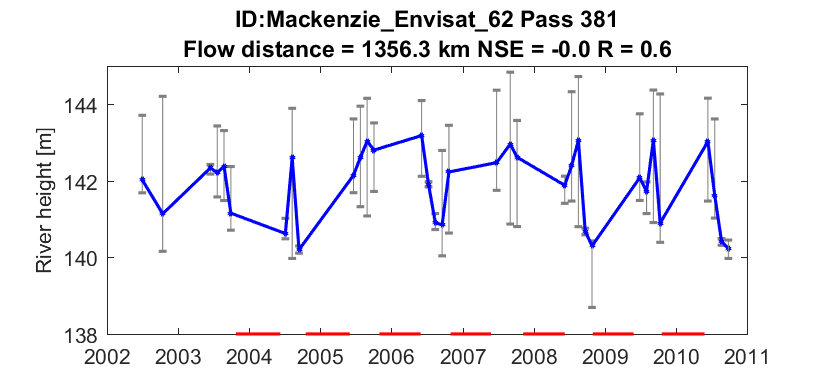 ID:Mackenzie_Envisat_62 Pass 381
Flow distance = 1356.3 km NSE = -0.0 R = 0.6
River height [m]
144
142
140
138
2002 2003 2004 2005 2006 2007 2008 2009 2010 2011